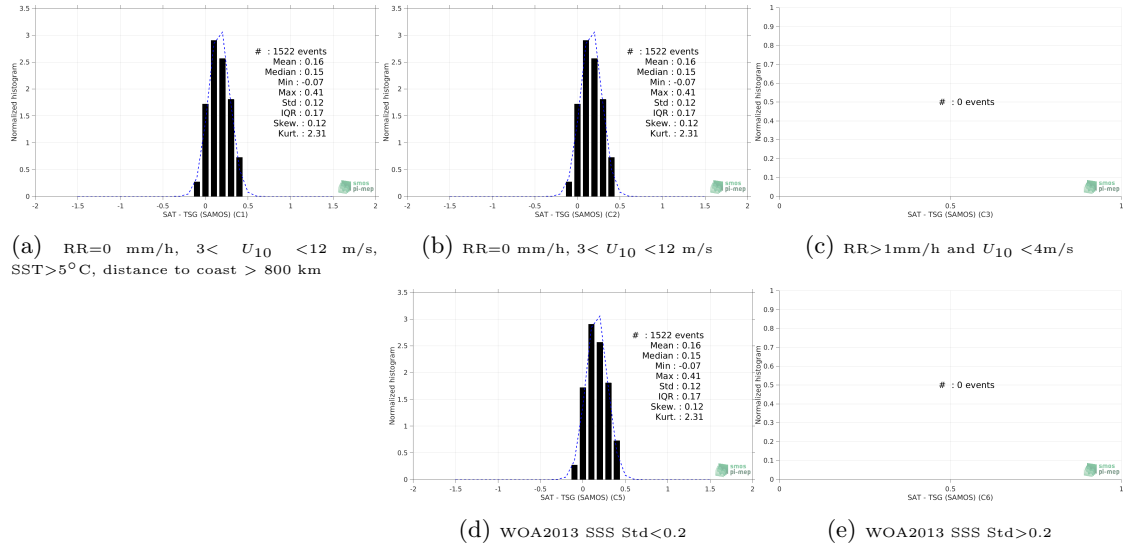 3.5
3
2.5
2
1.5
1
0.5
0
Normalized histogram
# : 1522 events
Mean : 0.16
Median : 0.15
Min : -0.07
Max : 0.41
Std : 0.12
IQR : 0.17
Skew. : 0.12
Kurt. : 2.31
smos
pi-mep
-2 -1.5 -1 -0.5 0 0.5 1 1.5 2
SAT - TSG (SAMOS) (C1)
(a) RR=0 mm/h, 3< U10 <12 m/s,
SST>5°C, distance to coast > 800 km
3.5
3
2.5
2
1.5
1
0.5
0
Normalized histogram
# : 1522 events
Mean : 0.16
Median : 0.15
Min : -0.07
Max : 0.41
Std : 0.12
IQR : 0.17
Skew. : 0.12
Kurt. : 2.31
smos
pi-mep
-2 -1.5 -1 -0.5 0 0.5 1 1.5 2
SAT - TSG (SAMOS) (C2)
(b) RR=0 mm/h, 3< U10 <12 m/s
1
0.9
0.8
0.7
0.6
0.5
0.4
0.3
0.2
0.1
0
Normalized histogram
# : 0 events
smos
pi-mep
0 0.5 1
SAT - TSG (SAMOS) (C3)
(c) RR>1mm/h and U10 <4m/s
3.5
3
2.5
2
1.5
1
0.5
0
Normalized histogram
# : 1522 events
Mean : 0.16
Median : 0.15
Min : -0.07
Max : 0.41
Std : 0.12
IQR : 0.17
Skew. : 0.12
Kurt. : 2.31
smos
pi-mep
-2 -1.5 -1 -0.5 0 0.5 1 1.5 2
SAT - TSG (SAMOS) (C5)
(d) WOA2013 SSS Std<0.2
1
0.9
0.8
0.7
0.6
0.5
0.4
0.3
0.2
0.1
0
Normalized histogram
# : 0 events
smos
pi-mep
0 0.5 1
SAT - TSG (SAMOS) (C6)
(e) WOA2013 SSS Std>0.2